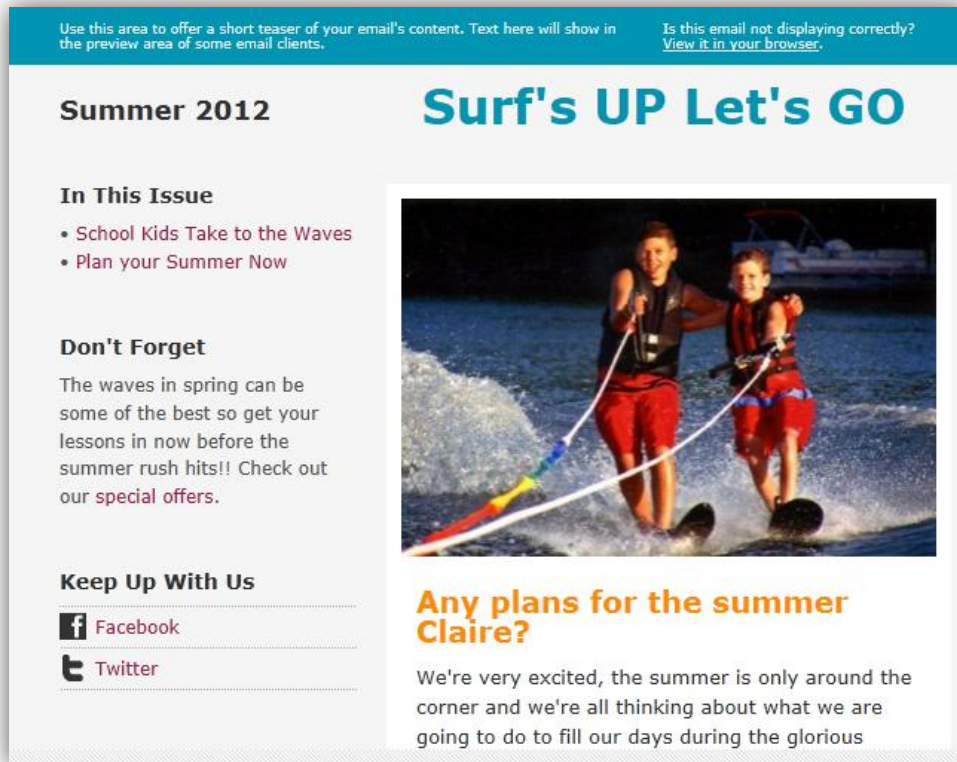 Use this area to offer a short teaser of your email's content. Text here will show in
the preview area of some email clients.
Is this email not displaying correctly?
View it in your browser.
Summer 2012
Surf's UP Let's GO
In This Issue
• School Kids Take to the Waves
• Plan your Summer Now
Don't Forget
The waves in spring can be
some of the best so get your
lessons in now before the
summer rush hits!! Check out
our special offers.
Keep Up With Us
Facebook
Twitter
Any plans for the summer
Claire?
We're very excited, the summer is only around the
corner and we're all thinking about what we are
going to do to fill our days during the glorious